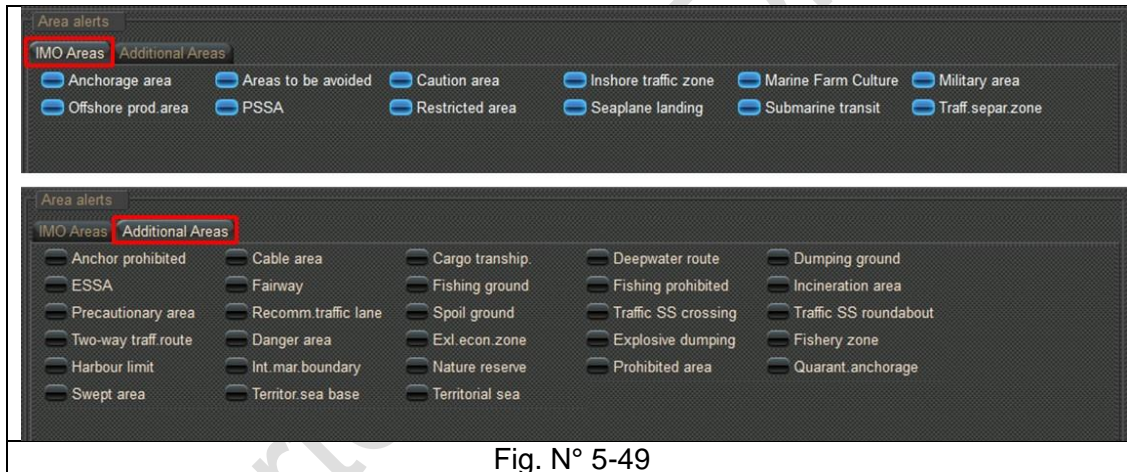 Area alerts
IMO Areas Additional Areas
Anchorage area Areas to be avoided Caution area Inshore traffic zone Marine Farm Culture Military area
Offshore prod.area PSSA Restricted area Seaplane landing Submarine transit Traff.separ.zone
Area alerts
IMO Areas Additional Areas
Anchor prohibited Cable area Cargo tranship. Deepwater route Dumping ground
ESSA Fairway Fishing ground Fishing prohibited Incineration area
Precautionary area Recomm.traffic lane Spoil ground Traffic SS crossing Traffic SS roundabout
Two-way traff.route Danger area Exl.econ.zone Explosive dumping Fishery zone
Harbour limit Int.mar.boundary Nature reserve Prohibited area Quarant.anchorage
Swept area Territor.sea base Territorial sea
Fig. N° 5-49